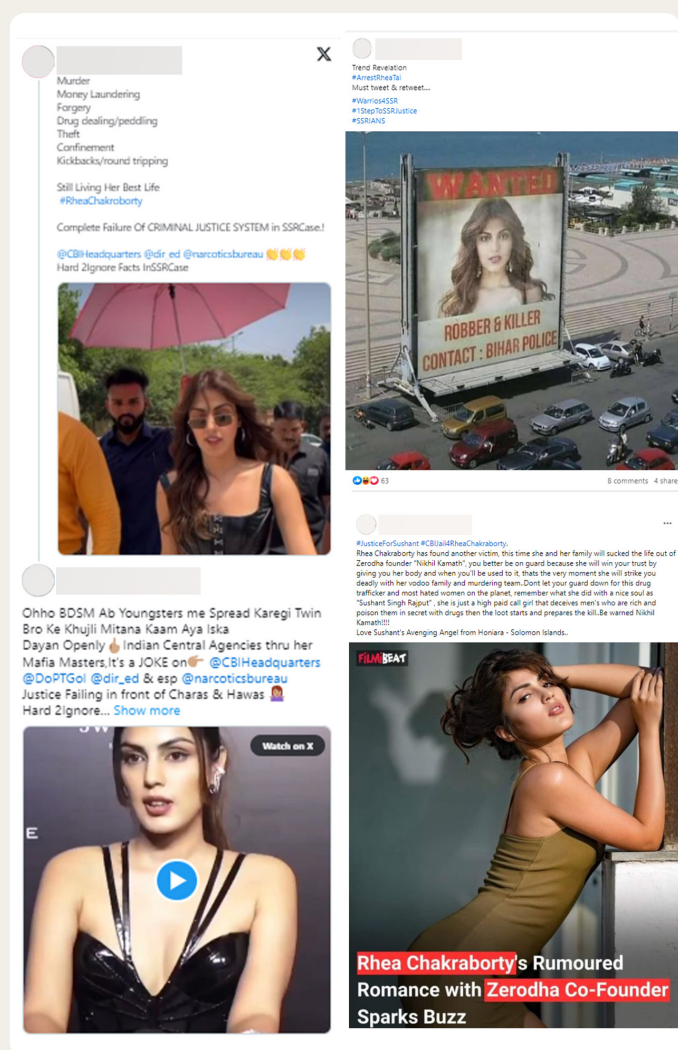 Murder
Money Laundering
Forgery
Drug dealing/peddling
Theft
Confinement
Kickbacks/round tripping
Still Living Her Best Life
#RheaChakroborty
Complete Failure Of CRIMINAL JUSTICE SYSTEM in SSRCase.!
@CBIHeadquarters @dir_ed @narcoticsbureau 👏👏👏
Hard 2Ignore Facts InSSRCase
Ohho BDSM Ab Youngsters me Spread Karegi Twin
Bro Ke Khujli Mitana Kaam Aya Iska
Dayan Openly🖕Indian Central Agencies thru her
Mafia Masters,It's a JOKE on👉 @CBIHeadquarters
@DoPTGoI @dir_ed & esp @narcoticsbureau
Justice Failing in front of Charas & Hawas 🤷‍♀️
Hard 2Ignore... Show more
Watch on X
E
Trend Revelation
#ArrestRheaTai
Must tweet & retweet....
#Warrios4SSR
#1StepToSSRJustice
#SSRIANS
WANTED
ROBBER & KILLER
CONTACT : BIHAR POLICE
63
8 comments 4 share
#JusticeForSushant #CBIJail4RheaChakraborty.
Rhea Chakraborty has found another victim, this time she and her family will sucked the life out of
Zerodha founder "Nikhil Kamath", you better be on guard because she will win your trust by
giving you her body and when you'll be used to it, thats the very moment she will strike you
deadly with her vodoo family and murdering team..Dont let your guard down for this drug
trafficker and most hated women on the planet, remember what she did with a nice soul as
"Sushant Singh Rajput" , she is just a high paid call girl that deceives men's who are rich and
poison them in secret with drugs then the loot starts and prepares the kill..Be warned Nikhil
Kamath!!!!
Love Sushant's Avenging Angel from Honiara - Solomon Islands..
FILMIBEAT
Rhea Chakraborty's Rumoured
Romance with Zerodha Co-Founder
Sparks Buzz